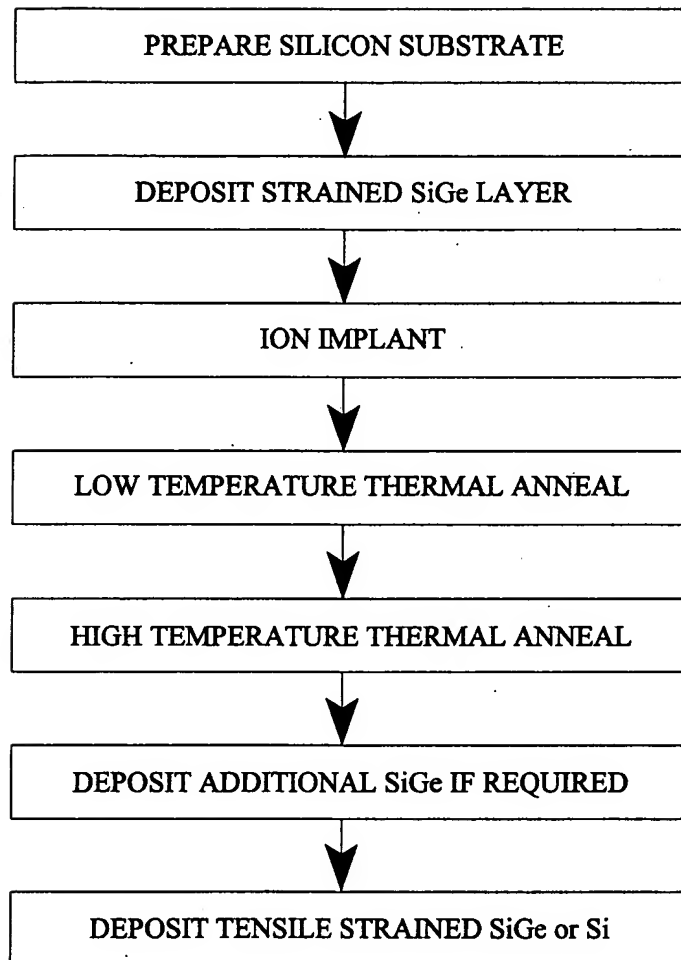 PREPARE SILICON SUBSTRATE
DEPOSIT STRAINED SiGe LAYER
ION IMPLANT
LOW TEMPERATURE THERMAL ANNEAL
HIGH TEMPERATURE THERMAL ANNEAL
DEPOSIT ADDITIONAL SiGe IF REQUIRED
DEPOSIT TENSILE STRAINED SiGe or Si